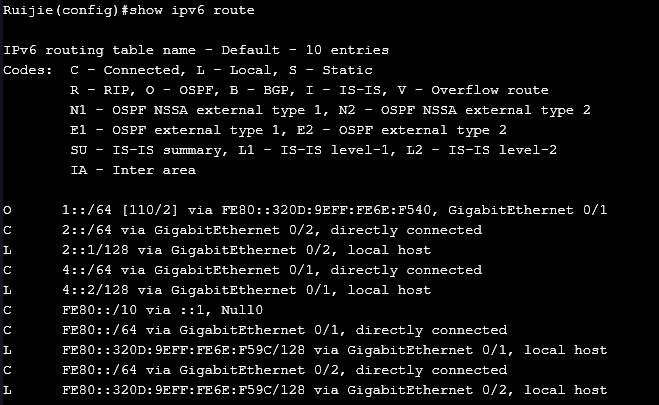 Ruijie(config)#show ipv6 route
IPv6 routing table name - Default - 10 entries
Codes:  C - Connected, L - Local, S - Static
        R - RIP, O - OSPF, B - BGP, I - IS-IS, V - Overflow route
        N1 - OSPF NSSA external type 1, N2 - OSPF NSSA external type 2
        E1 - OSPF external type 1, E2 - OSPF external type 2
        SU - IS-IS summary, L1 - IS-IS level-1, L2 - IS-IS level-2
        IA - Inter area
O      1::/64 [110/2] via FE80::320D:9EFF:FE6E:F540, GigabitEthernet 0/1
C      2::/64 via GigabitEthernet 0/2, directly connected
L      2::1/128 via GigabitEthernet 0/2, local host
C      4::/64 via GigabitEthernet 0/1, directly connected
L      4::2/128 via GigabitEthernet 0/1, local host
C      FE80::/10 via ::1, Null0
C      FE80::/64 via GigabitEthernet 0/1, directly connected
L      FE80::320D:9EFF:FE6E:F59C/128 via GigabitEthernet 0/1, local host
C      FE80::/64 via GigabitEthernet 0/2, directly connected
L      FE80::320D:9EFF:FE6E:F59C/128 via GigabitEthernet 0/2, local host